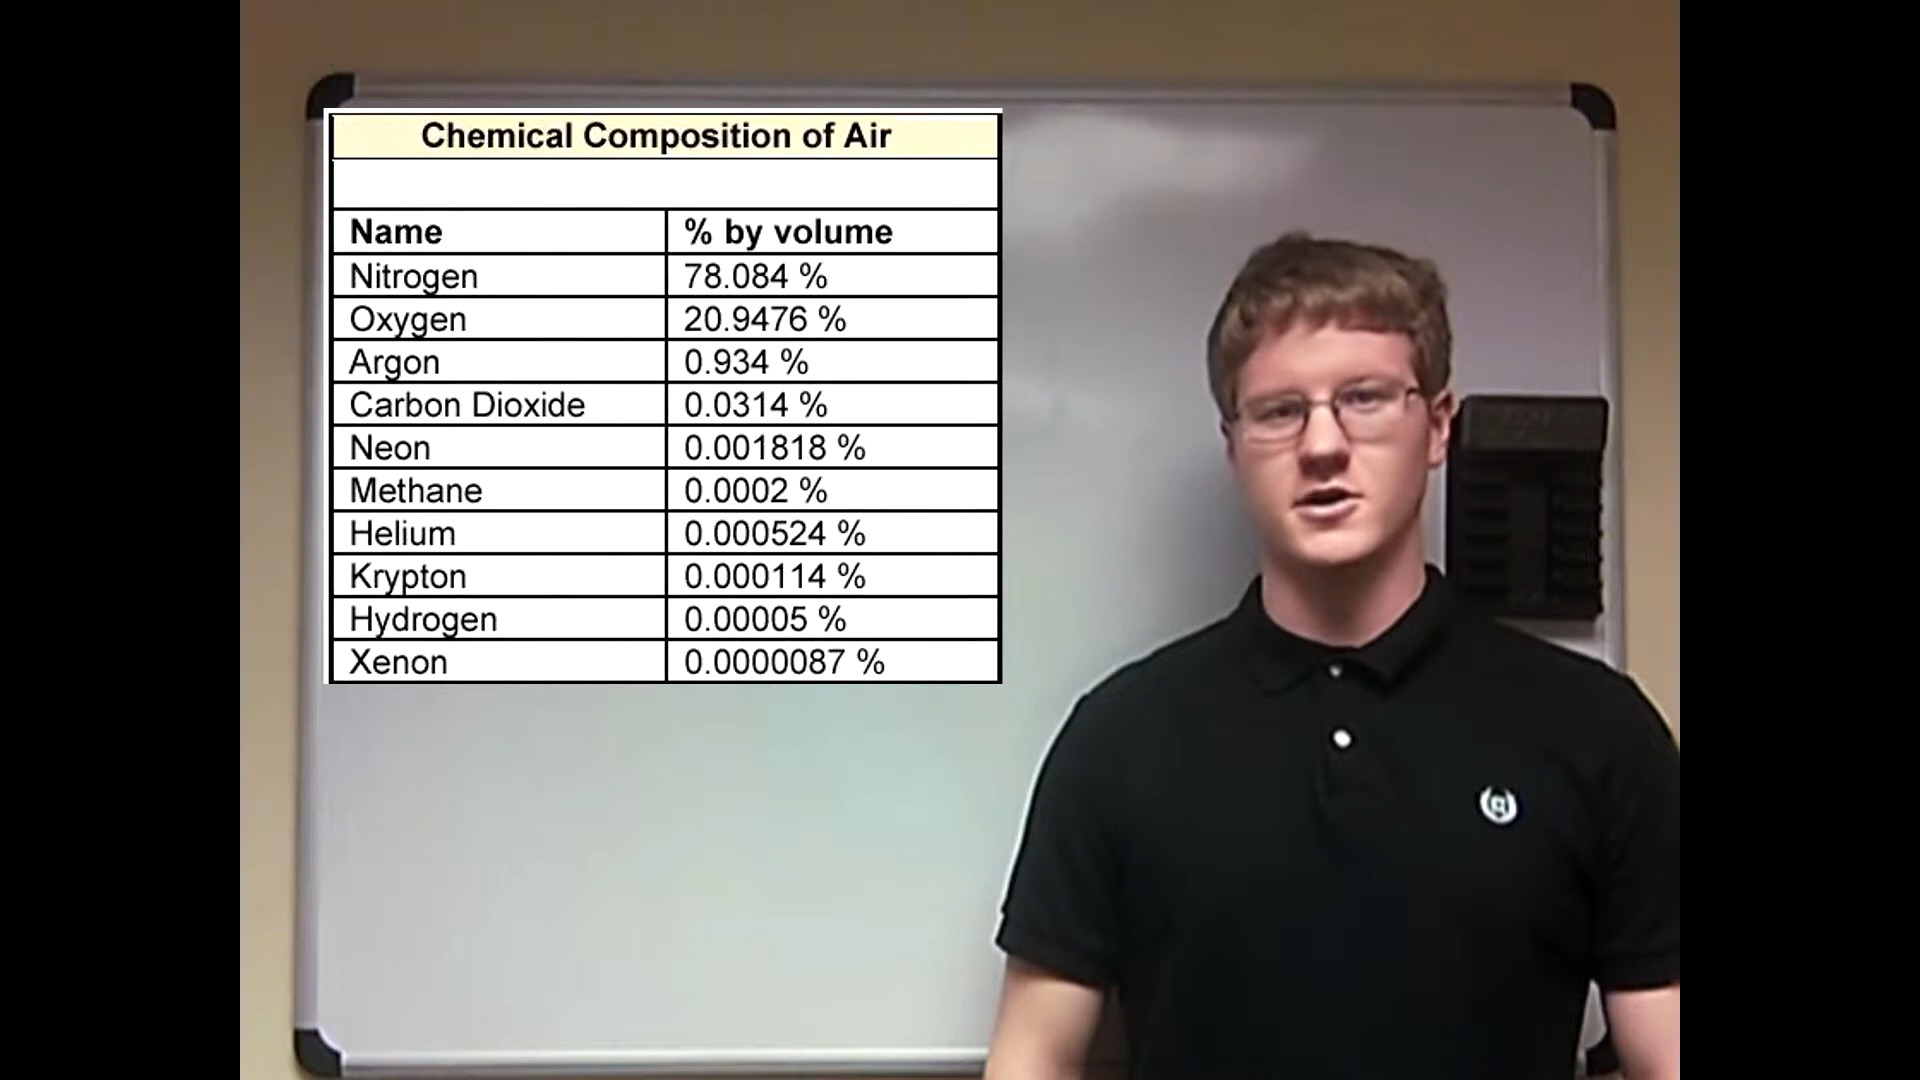 Chemical Composition of Air
Name % by volume
Nitrogen 78.084 %
Oxygen 20.9476 %
Argon 0.934 %
Carbon Dioxide 0.0314 %
Neon 0.001818 %
Methane 0.0002 %
Helium 0.000524 %
Krypton 0.000114 %
Hydrogen 0.00005 %
Xenon 0.0000087 %